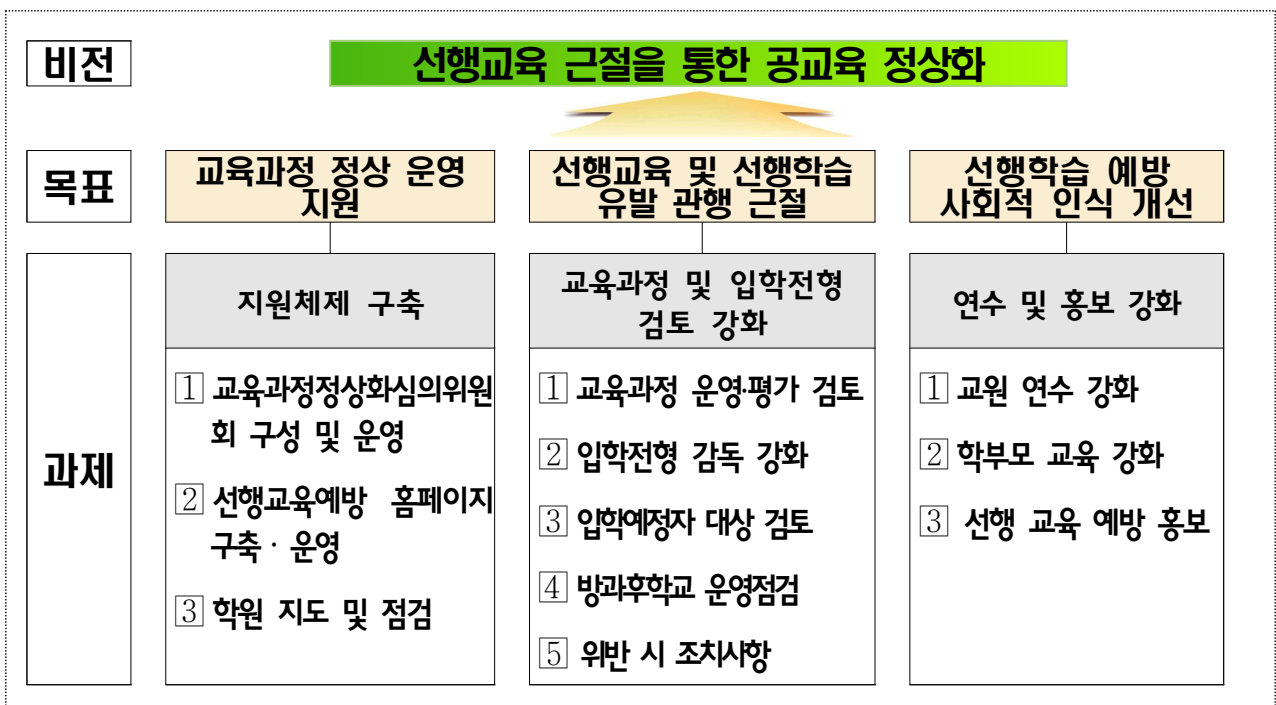 비전
선행교육 근절을 통한 공교육 정상화
목표
교육과정 정상 운영
지원
선행교육 및 선행학습
유발 관행 근절
선행학습 예방
사회적 인식 개선
과제
지원체제 구축
1 교육과정정상화심의위원
회 구성 및 운영
2 선행교육예방 홈페이지
구축·운영
3 학원 지도 및 점검
교육과정 및 입학전형
검토 강화
1 교육과정 운영·평가 검토
2 입학전형 감독 강화
3 입학예정자 대상 검토
4 방과후학교 운영점검
5 위반 시 조치사항
연수 및 홍보 강화
1 교원 연수 강화
2 학부모 교육 강화
3 선행 교육 예방 홍보